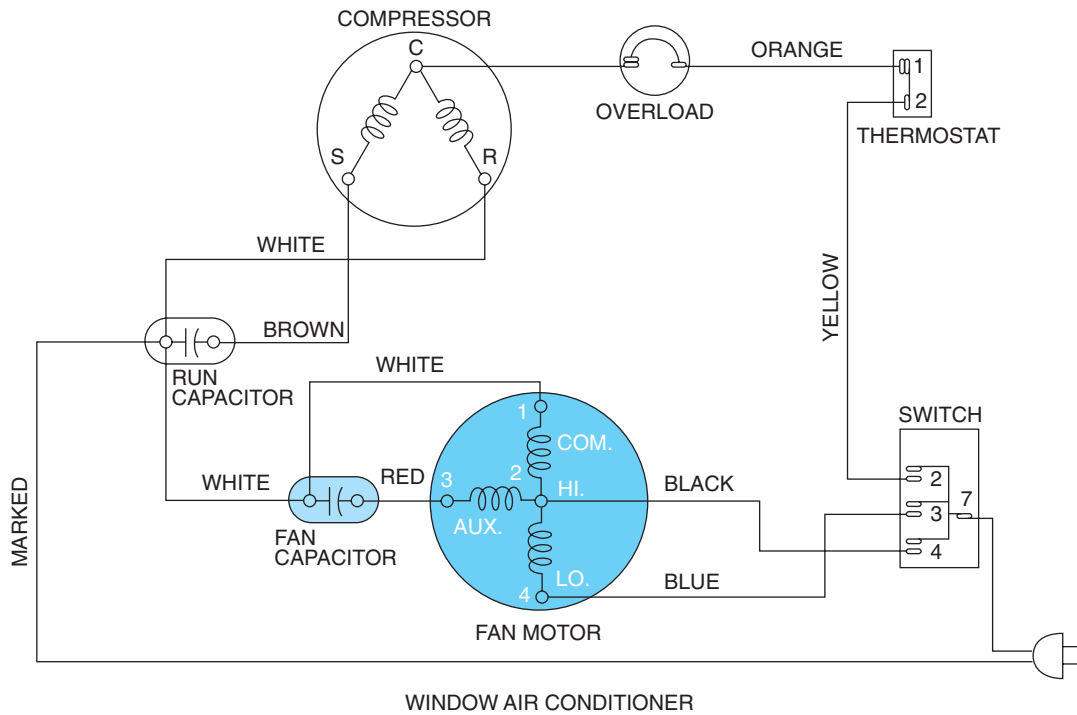 COMPRESSOR
C
ORANGE
1
2
OVERLOAD
THERMOSTAT
S
R
WHITE
YELLOW
BROWN
RUN
CAPACITOR
WHITE
1
COM.
SWITCH
WHITE
RED
3
2
HI.
BLACK
2
7
3
4
AUX.
FAN
CAPACITOR
MARKED
LO.
4
BLUE
FAN MOTOR
WINDOW AIR CONDITIONER